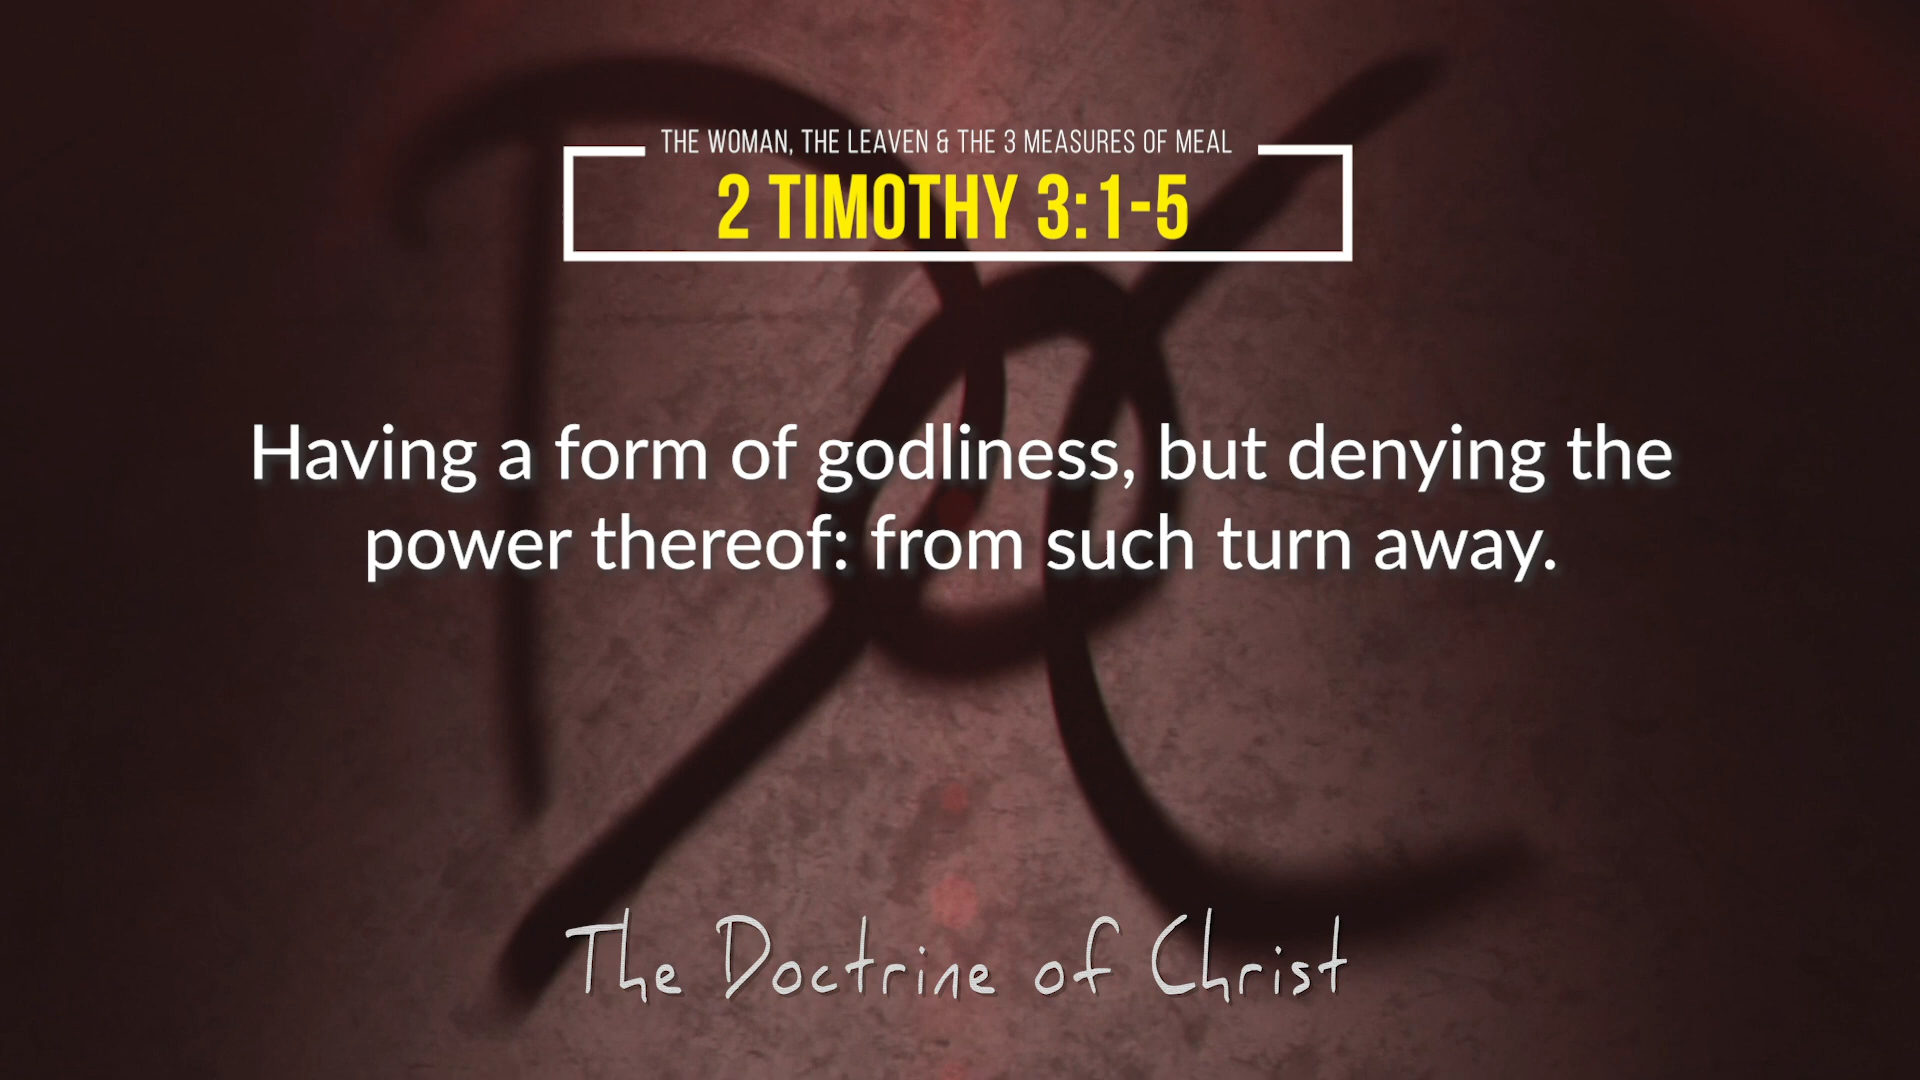 THE WOMAN, THE LEAVEN & THE 3 MEASURES OF MEAL
2 TIMOTHY 3:1-5
Having a form of godliness, but denying the
power thereof: from such turn away.
The Doctrine of Christ